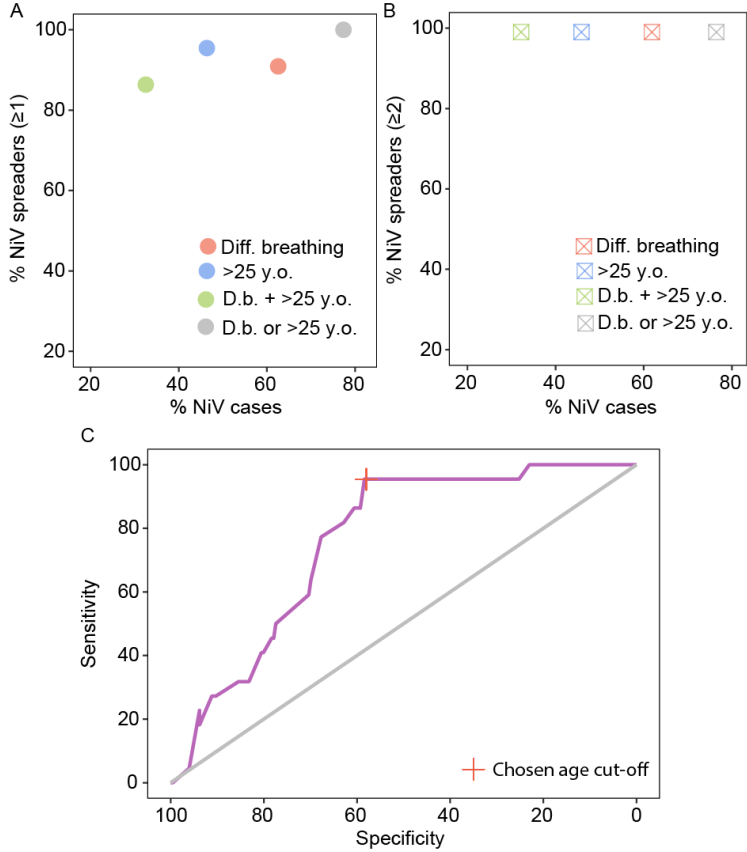 A
% NiV spreaders (≥1)
100
80
60
40
20
Diff. breathing
>25 y.o.
D.b. + >25 y.o.
D.b. or >25 y.o.
20 40 60 80
% NiV cases
B
% NiV spreaders (≥2)
100
80
60
40
20
Diff. breathing
>25 y.o.
D.b. + >25 y.o.
D.b. or >25 y.o.
20 40 60 80
% NiV cases
C
Sensitivity
100
80
60
40
20
0
Chosen age cut-off
100 80 60 40 20 0
Specificity